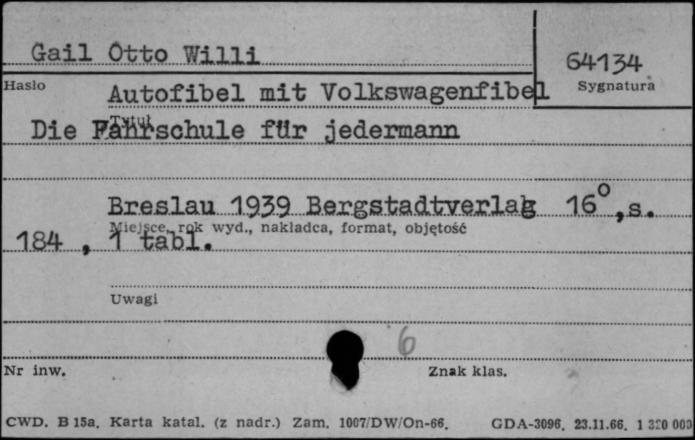 Gail Otto Willi
64134
Hasło
Sygnatura
Autofibel mit Volkswagenfibel
Tytuł
Die Fahrschule für jedermann
Breslau 1939 Bergstadtverlag 16°,s.
Miejsce, rok wyd., nakładca, format, objętość
184 , 1 tabl.
Uwagi
6
Nr inw.
Znak klas.
CWD. B 15a. Karta katal. (z nadr.) Zam. 1007/DW/On-66. GDA-3096. 23.11.66. 1 320 000